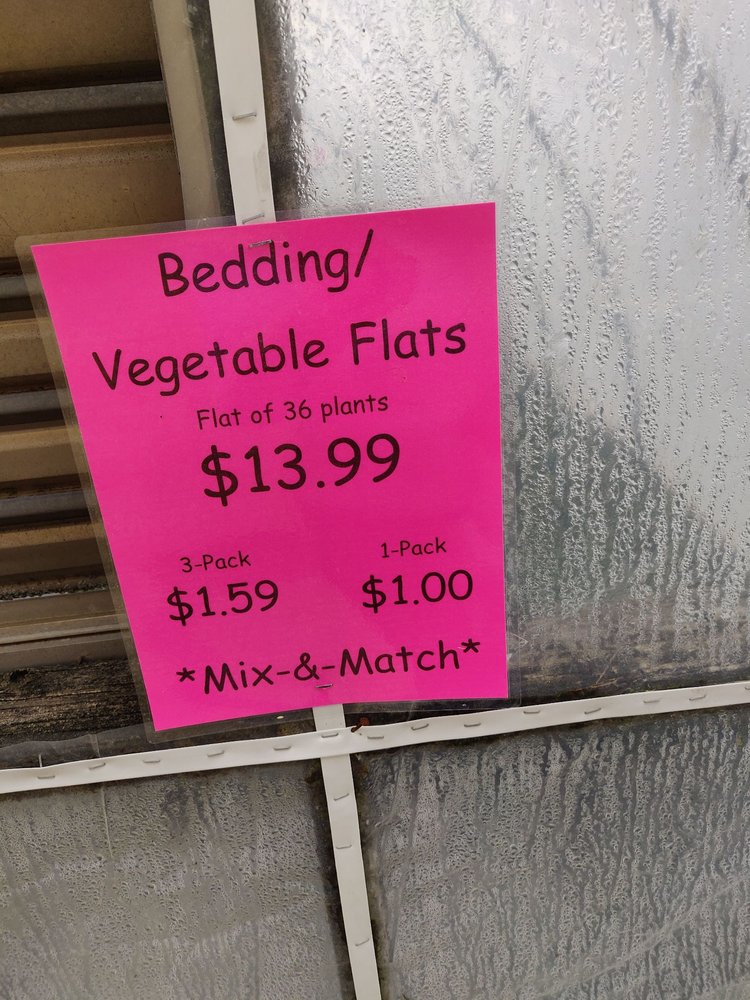 Bedding/
Vegetable Flats
Flat of 36 plants
$13.99
3-Pack 1-Pack
$1.59 $1.00
*Mix-&-Match*